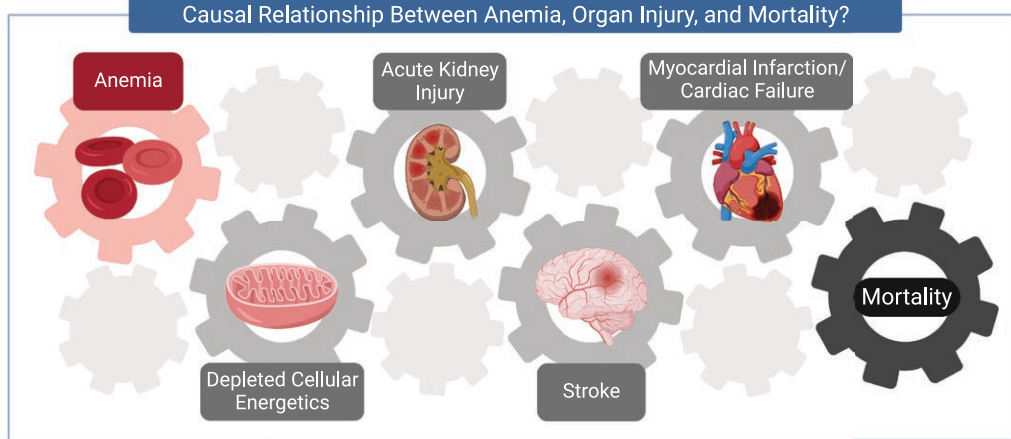 Causal Relationship Between Anemia, Organ Injury, and Mortality?
Anemia
Acute Kidney
Injury
Myocardial Infarction/
Cardiac Failure
Mortality
Depleted Cellular
Energetics
Stroke